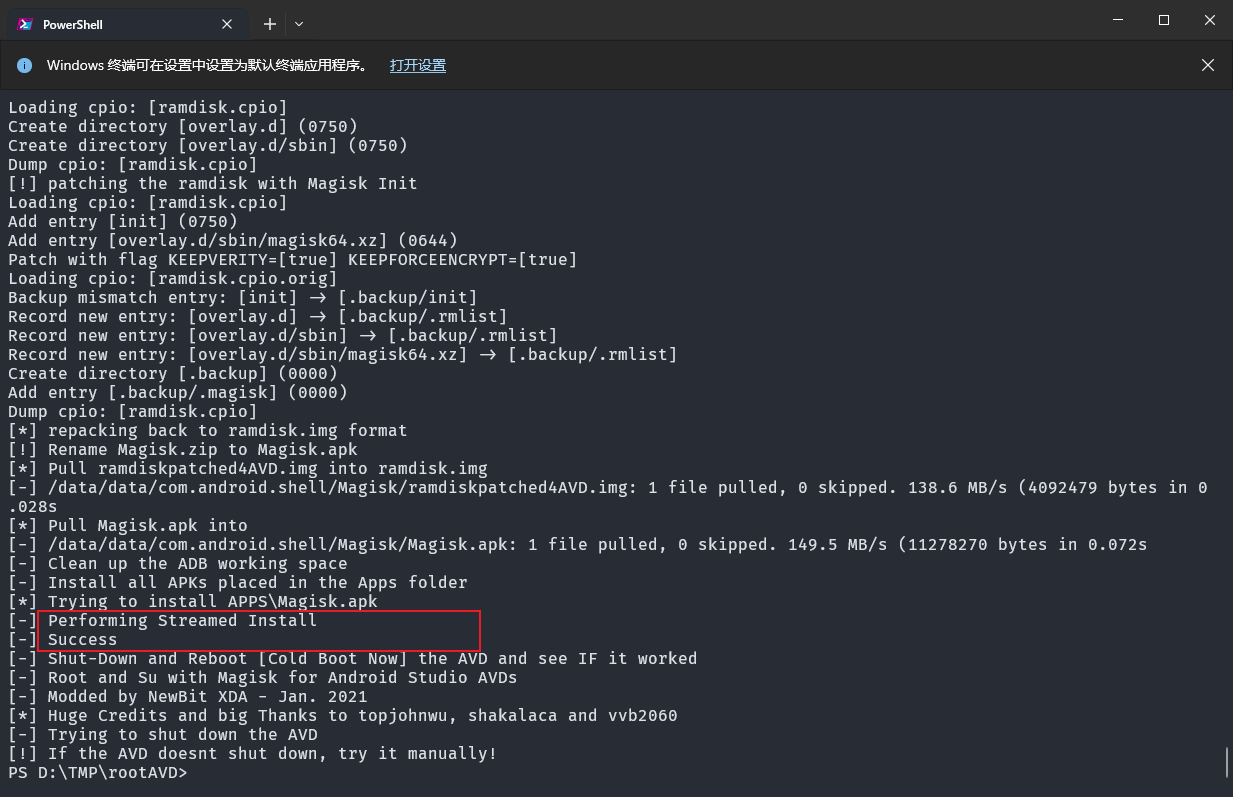 PowerShell
Windows 终端可在设置中设置为默认终端应用程序。 打开设置
Loading cpio: [ramdisk.cpio]
Create directory [overlay.d] (0750)
Create directory [overlay.d/sbin] (0750)
Dump cpio: [ramdisk.cpio]
[!] patching the ramdisk with Magisk Init
Loading cpio: [ramdisk.cpio]
Add entry [init] (0750)
Add entry [overlay.d/sbin/magisk64.xz] (0644)
Patch with flag KEEPVERITY=[true] KEEPFORCEENCRYPT=[true]
Loading cpio: [ramdisk.cpio.orig]
Backup mismatch entry: [init] -> [.backup/init]
Record new entry: [overlay.d] -> [.backup/.rmlist]
Record new entry: [overlay.d/sbin] -> [.backup/.rmlist]
Record new entry: [overlay.d/sbin/magisk64.xz] -> [.backup/.rmlist]
Create directory [.backup] (0000)
Add entry [.backup/.magisk] (0000)
Dump cpio: [ramdisk.cpio]
[*] repacking back to ramdisk.img format
[!] Rename Magisk.zip to Magisk.apk
[*] Pull ramdiskpatched4AVD.img into ramdisk.img
[-] /data/data/com.android.shell/Magisk/ramdiskpatched4AVD.img: 1 file pulled, 0 skipped. 138.6 MB/s (4092479 bytes in 0
.028s
[*] Pull Magisk.apk into
[-] /data/data/com.android.shell/Magisk/Magisk.apk: 1 file pulled, 0 skipped. 149.5 MB/s (11278270 bytes in 0.072s
[-] Clean up the ADB working space
[-] Install all APKs placed in the Apps folder
[*] Trying to install APPS\Magisk.apk
[-] Performing Streamed Install
[-] Success
[-] Shut-Down and Reboot [Cold Boot Now] the AVD and see IF it worked
[-] Root and Su with Magisk for Android Studio AVDs
[-] Modded by NewBit XDA - Jan. 2021
[*] Huge Credits and big Thanks to topjohnwu, shakalaca and vvb2060
[-] Trying to shut down the AVD
[!] If the AVD doesnt shut down, try it manually!
PS D:\TMP\rootAVD>